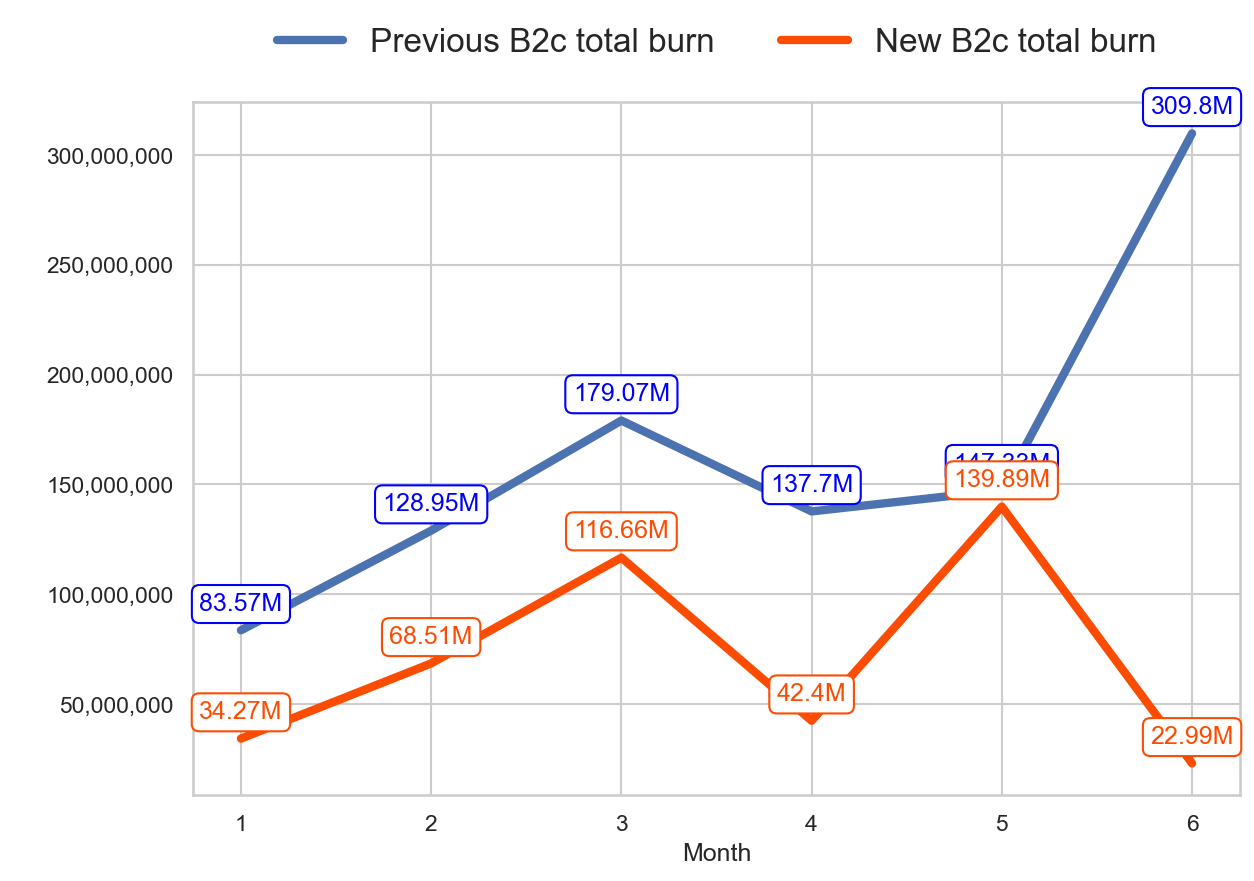 Previous B2c total burn New B2c total burn
309.8M
300,000,000
250,000,000
200,000,000
179.07M
147.33M
137.7M
139.89M
150,000,000
128.95M
116.66M
83.57M
100,000,000
68.51M
42.4M
34.27M
50,000,000
22.99M
1 2 3 4 5 6
Month